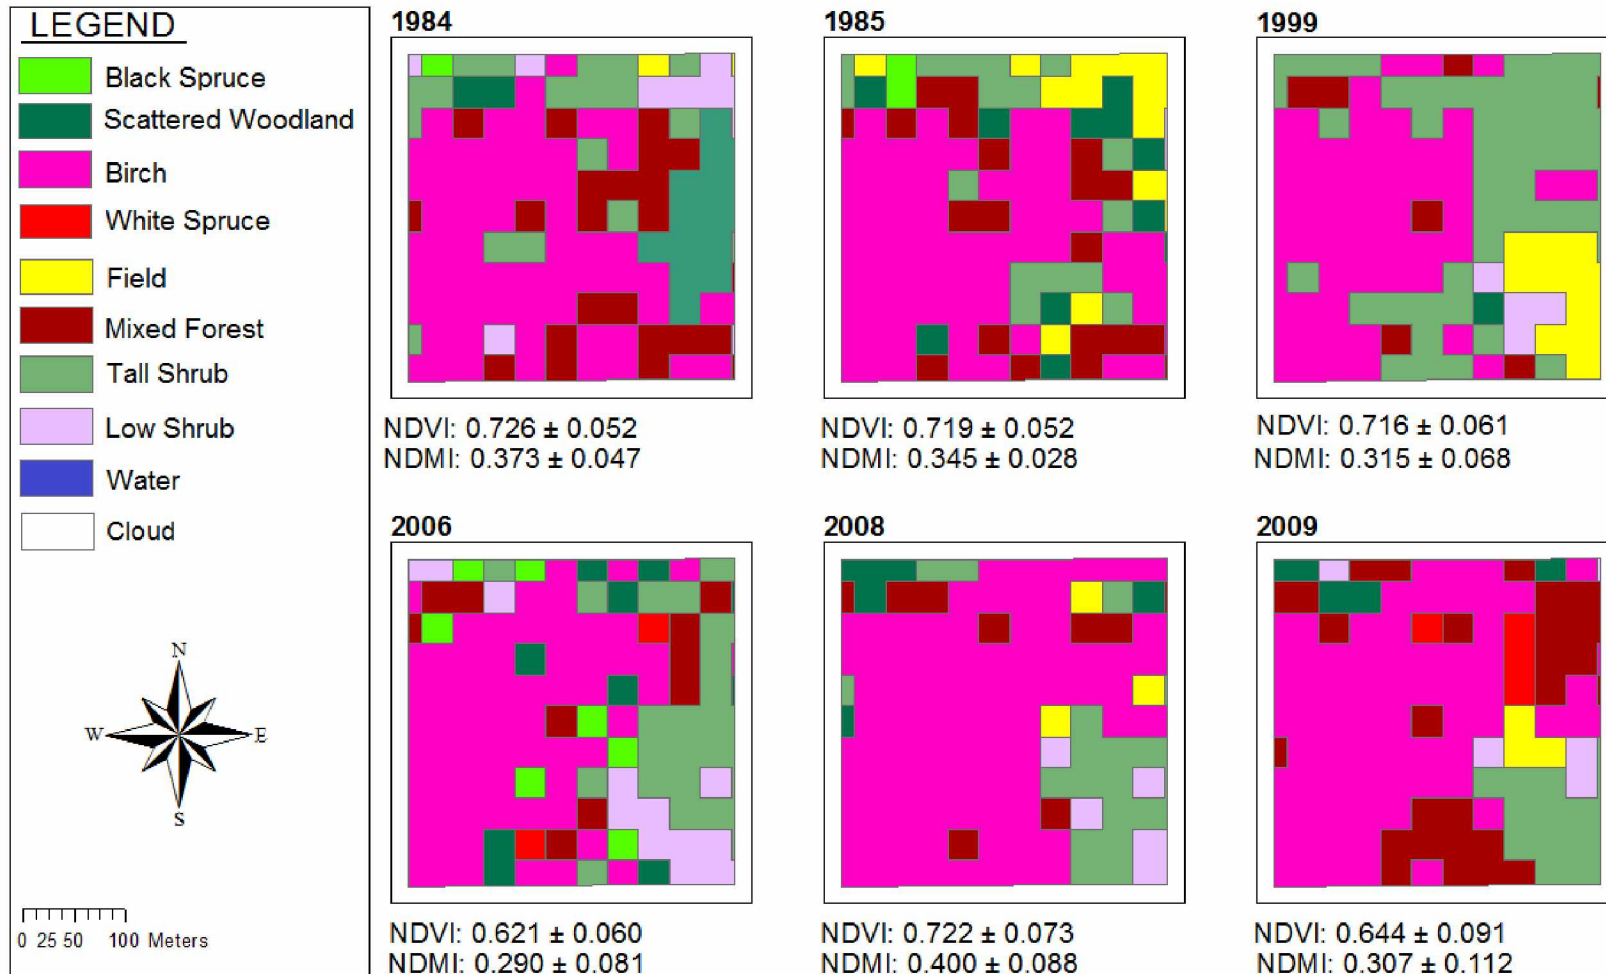 LEGEND
Black Spruce
Scattered Woodland
Birch
White Spruce
Field
Mixed Forest
Tall Shrub
Low Shrub
Water
Cloud
N
W E
S
0 25 50 100 Meters
1984
NDVI: 0.726 ± 0.052
NDMI: 0.373 ± 0.047
1985
NDVI: 0.719 ± 0.052
NDMI: 0.345 ± 0.028
1999
NDVI: 0.716 ± 0.061
NDMI: 0.315 ± 0.068
2006
NDVI: 0.621 ± 0.060
NDMI: 0.290 ± 0.081
2008
NDVI: 0.722 ± 0.073
NDMI: 0.400 ± 0.088
2009
NDVI: 0.644 ± 0.091
NDMI: 0.307 ± 0.112